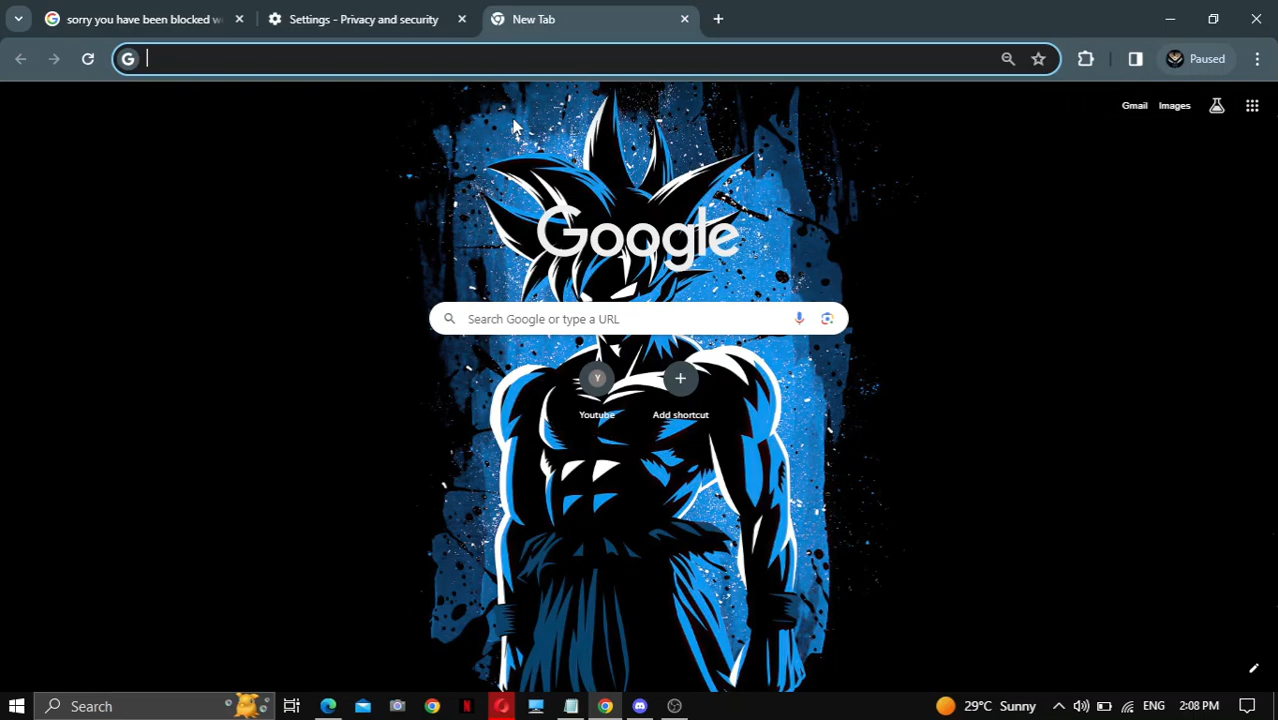 sorry you have been blocked w
Settings - Privacy and security
New Tab
Paused
Gmail
Images
Google
Search Google or type a URL
Y
Youtube
Add shortcut
Search
29°C Sunny
ENG
2:08 PM